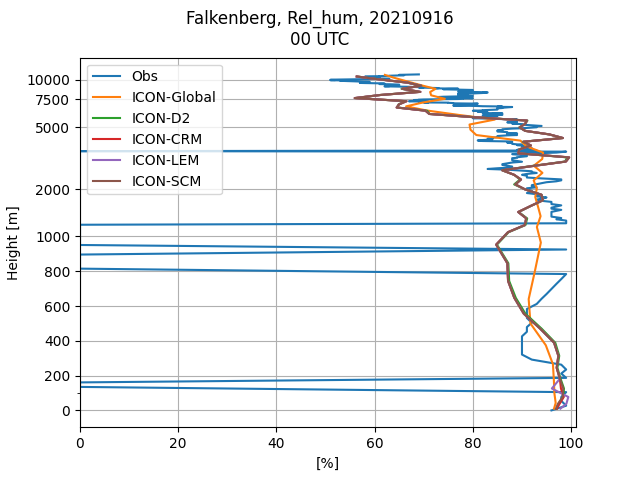 Falkenberg, Rel_hum, 20210916
00 UTC
Obs
ICON-Global
ICON-D2
ICON-CRM
ICON-LEM
ICON-SCM
Height [m]
10000
7500
5000
2000
1000
800
600
400
200
0
0 20 40 60 80 100
[%]